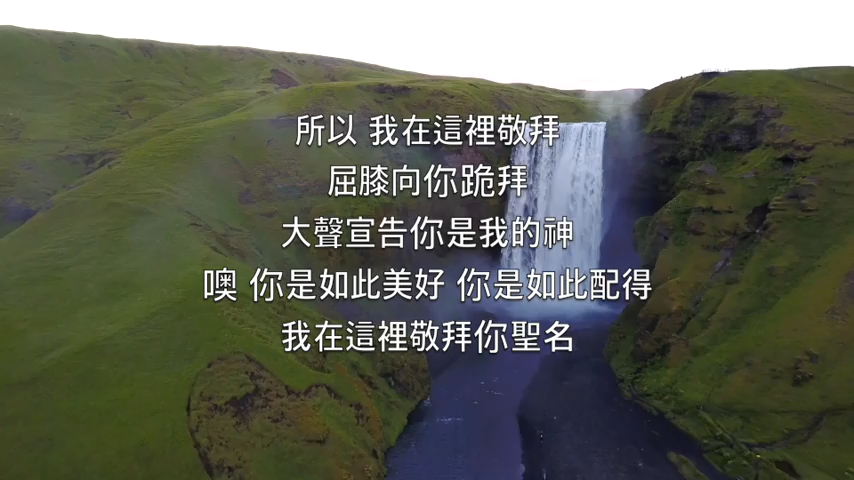 所以 我在這裡敬拜
屈膝向你跪拜
大聲宣告你是我的神
噢 你是如此美好 你是如此配得
我在這裡敬拜你聖名